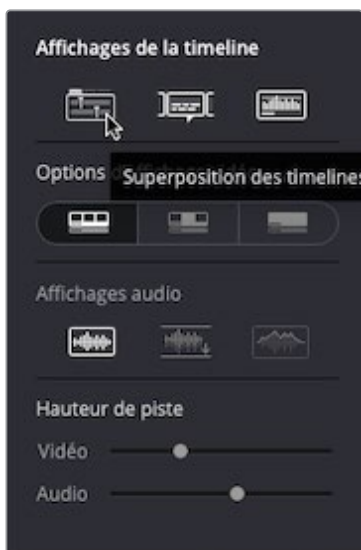 Affichages de la timeline
Options
Superposition des timelines
Affichages audio
Hauteur de piste
Vidéo
Audio